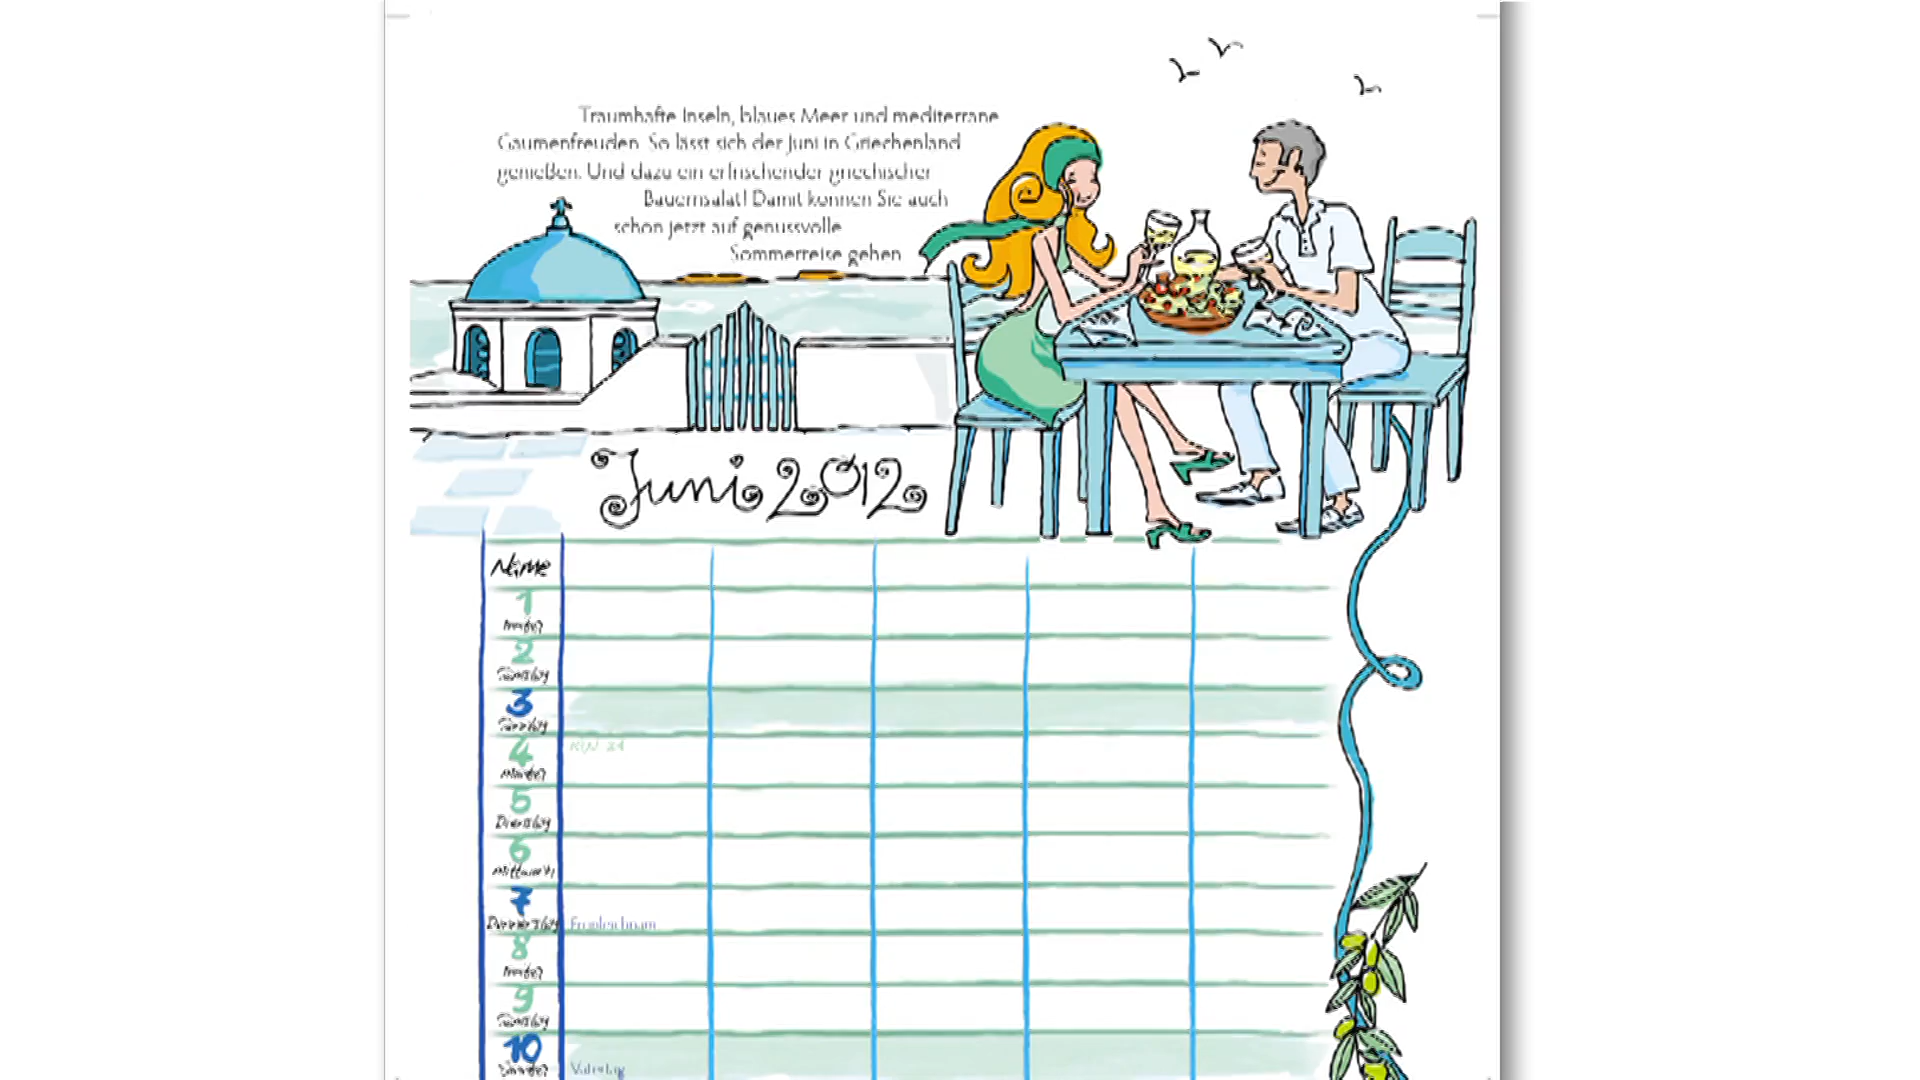 Traumhafte Inseln, blaues Meer und mediterrane
Gaumenfreuden. So lässt sich der Juni in Griechenland
genießen. Und dazu ein erfrischender griechischer
Bauernsalat! Damit können Sie auch
schon jetzt auf genussvolle
Sommerreise gehen
Juni 2012
Name
1
Freitag
2
Samstag
3
Sonntag
4
Montag
5
Dienstag
6
Mittwoch
7
Donnerstag Fronleichnam
8
Freitag
9
Samstag
10
Sonntag Vatertag